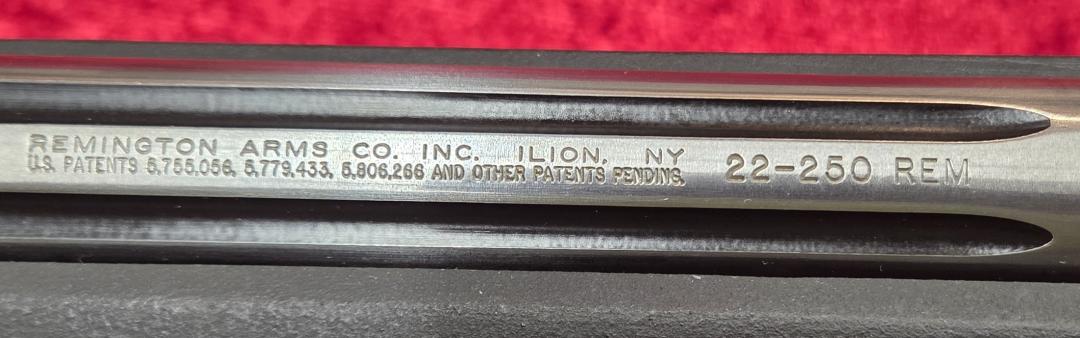 REMINGTON ARMS CO. INC. ILION, NY
U.S. PATENTS 5,755,056, 5,779,433, 5,806,266 AND OTHER PATENTS PENDING.
22-250 REM